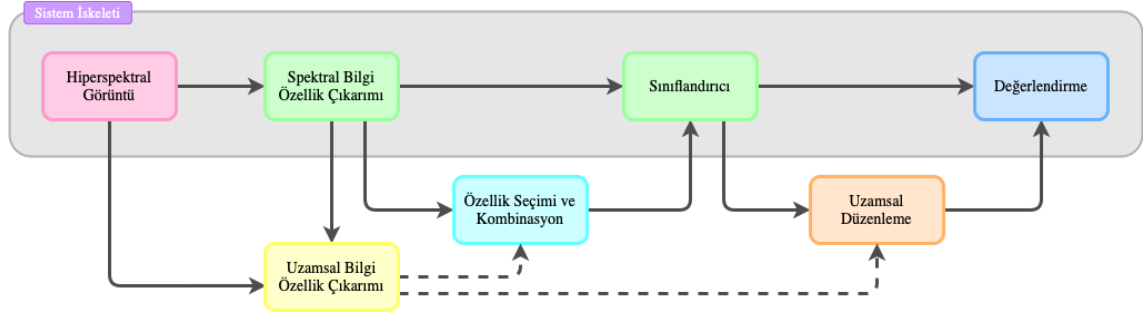 Sistem İskeleti
Hiperspektral
Görüntü
Spektral Bilgi
Özellik Çıkarımı
Sınıflandırıcı
Değerlendirme
Özellik Seçimi ve
Kombinasyon
Uzamsal
Düzenleme
Uzamsal Bilgi
Özellik Çıkarımı